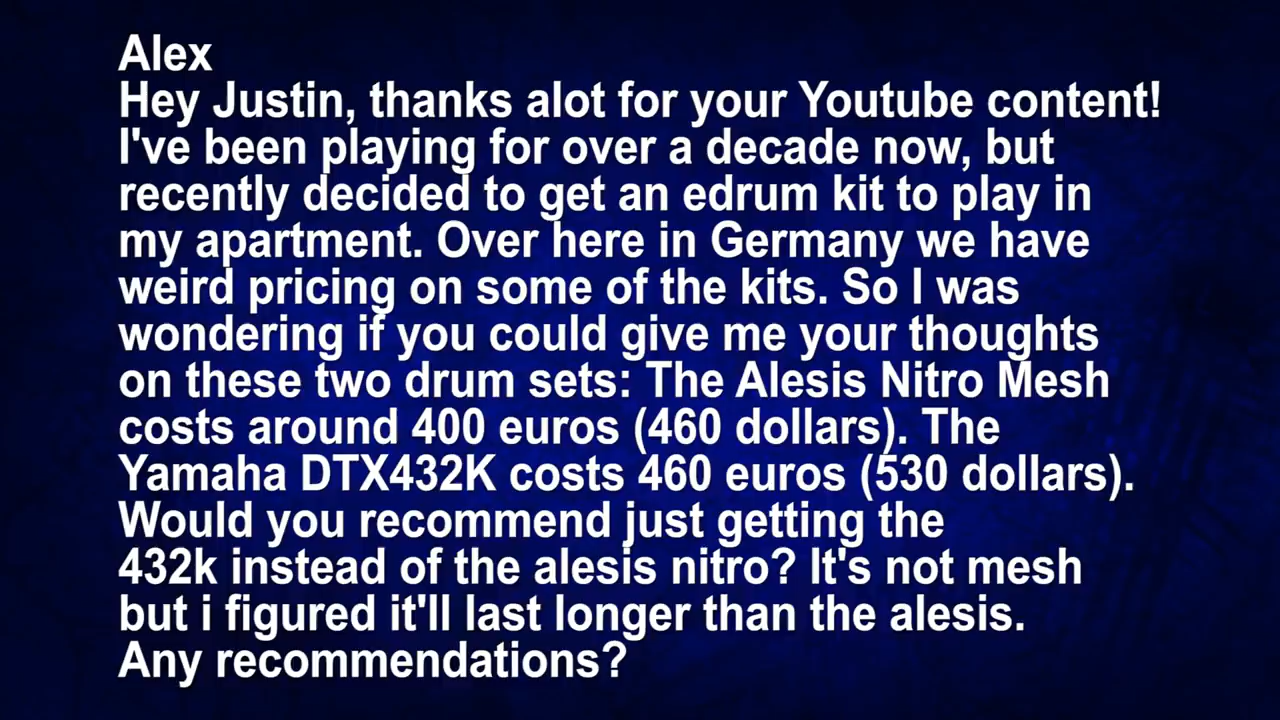 Alex
Hey Justin, thanks alot for your Youtube content!
I've been playing for over a decade now, but
recently decided to get an edrum kit to play in
my apartment. Over here in Germany we have
weird pricing on some of the kits. So I was
wondering if you could give me your thoughts
on these two drum sets: The Alesis Nitro Mesh
costs around 400 euros (460 dollars). The
Yamaha DTX432K costs 460 euros (530 dollars).
Would you recommend just getting the
432k instead of the alesis nitro? It's not mesh
but i figured it'll last longer than the alesis.
Any recommendations?